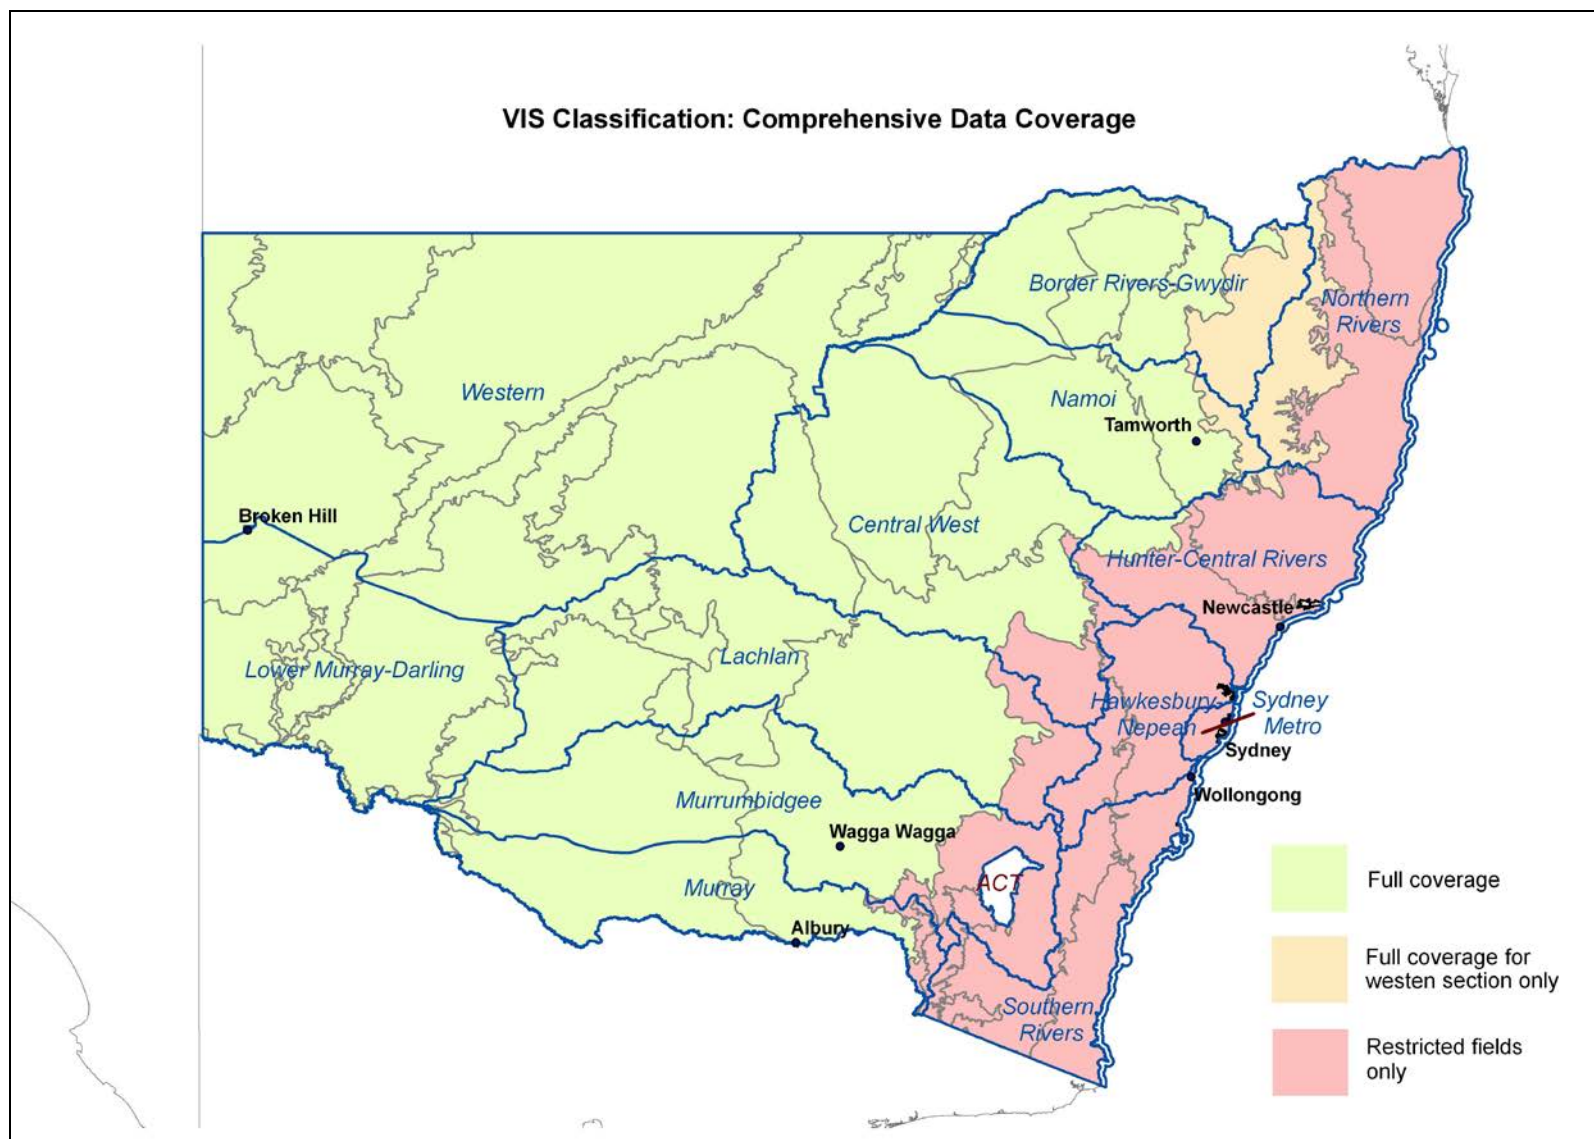 VIS Classification: Comprehensive Data Coverage
Border Rivers-Gwydir
Northern
Rivers
Western
Namoi
Tamworth
Broken Hill
Central West
Hunter-Central Rivers
Newcastle
Lower Murray-Darling
Lachlan
Hawkesbury-
Nepean
Sydney
Metro
Sydney
Wollongong
Murrumbidgee
Wagga Wagga
Murray
ACT
Albury
Southern
Rivers
Full coverage
Full coverage for
westen section only
Restricted fields
only